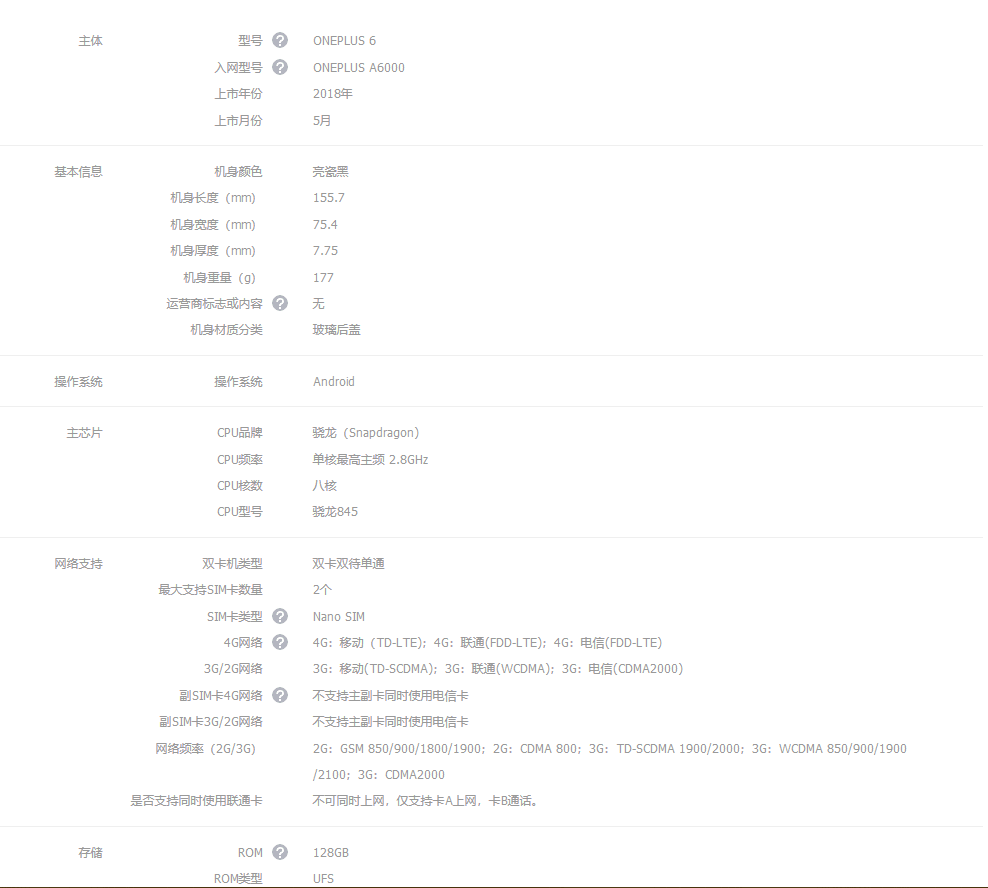 主体 型号 ? ONEPLUS 6
入网型号 ? ONEPLUS A6000
上市年份 2018年
上市月份 5月
基本信息 机身颜色 亮瓷黑
机身长度（mm） 155.7
机身宽度（mm） 75.4
机身厚度（mm） 7.75
机身重量（g） 177
运营商标志或内容 ? 无
机身材质分类 玻璃后盖
操作系统 操作系统 Android
主芯片 CPU品牌 骁龙（Snapdragon）
CPU频率 单核最高主频 2.8GHz
CPU核数 八核
CPU型号 骁龙845
网络支持 双卡机类型 双卡双待单通
最大支持SIM卡数量 2个
SIM卡类型 ? Nano SIM
4G网络 ? 4G：移动（TD-LTE)；4G：联通(FDD-LTE)；4G：电信(FDD-LTE)
3G/2G网络 3G：移动(TD-SCDMA)；3G：联通(WCDMA)；3G：电信(CDMA2000)
副SIM卡4G网络 ? 不支持主副卡同时使用电信卡
副SIM卡3G/2G网络 不支持主副卡同时使用电信卡
网络频率（2G/3G） 2G：GSM 850/900/1800/1900；2G：CDMA 800；3G：TD-SCDMA 1900/2000；3G：WCDMA 850/900/1900
/2100；3G：CDMA2000
是否支持同时使用联通卡 不可同时上网，仅支持卡A上网，卡B通话。
存储 ROM ? 128GB
ROM类型 UFS